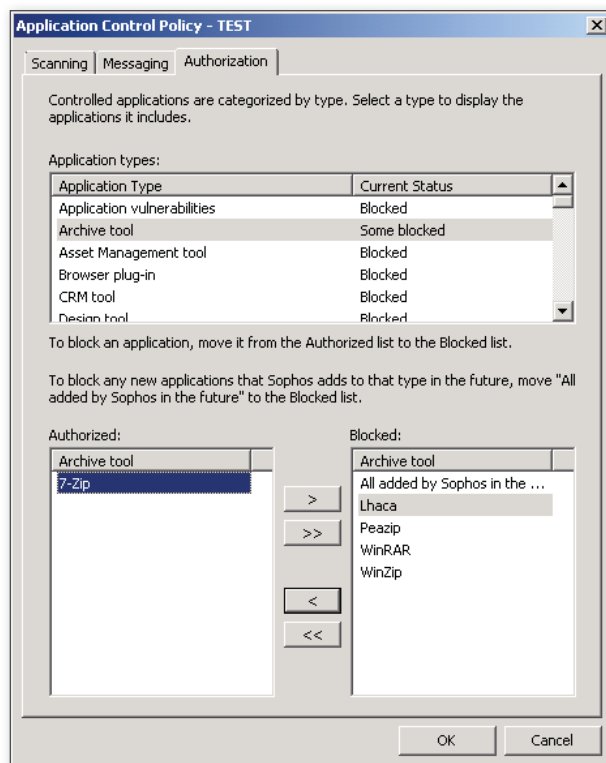 Application Control Policy - TEST
Scanning Messaging Authorization
Controlled applications are categorized by type. Select a type to display the
applications it includes.
Application types:
Application Type Current Status
Application vulnerabilities Blocked
Archive tool Some blocked
Asset Management tool Blocked
Browser plug-in Blocked
CRM tool Blocked
Design tool Blocked
To block an application, move it from the Authorized list to the Blocked list.
To block any new applications that Sophos adds to that type in the future, move "All
added by Sophos in the future" to the Blocked list.
Authorized: Blocked:
Archive tool Archive tool
7-Zip All added by Sophos in the ...
> Lhaca
>> Peazip
WinRAR
WinZip
<
<<
OK Cancel